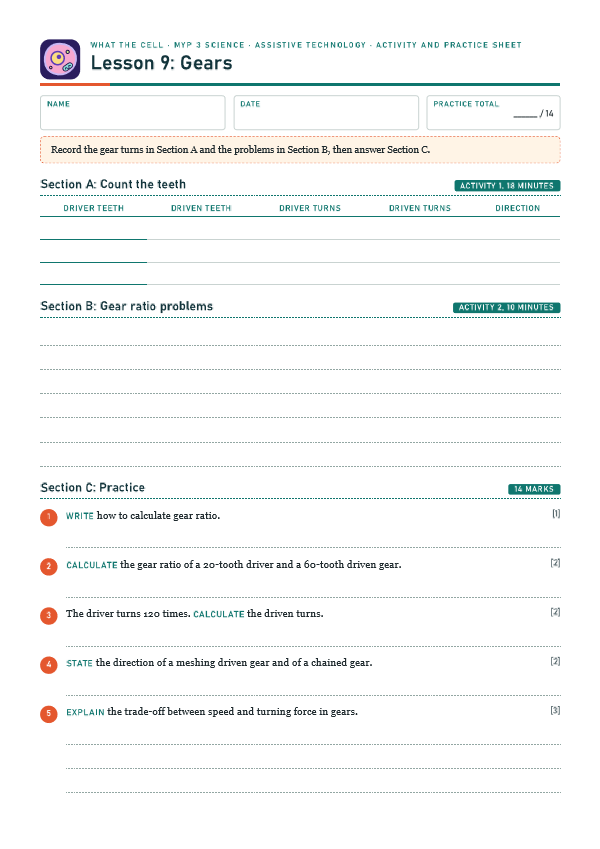 WHAT THE CELL · MYP 3 SCIENCE · ASSISTIVE TECHNOLOGY · ACTIVITY AND PRACTICE SHEET
Lesson 9: Gears
NAME
DATE
PRACTICE TOTAL
_____ / 14
Record the gear turns in Section A and the problems in Section B, then answer Section C.
Section A: Count the teeth
ACTIVITY 1, 18 MINUTES
DRIVER TEETH DRIVEN TEETH DRIVER TURNS DRIVEN TURNS DIRECTION
Section B: Gear ratio problems
ACTIVITY 2, 10 MINUTES
Section C: Practice
14 MARKS
1 WRITE how to calculate gear ratio. [1]
2 CALCULATE the gear ratio of a 20-tooth driver and a 60-tooth driven gear. [2]
3 The driver turns 120 times. CALCULATE the driven turns. [2]
4 STATE the direction of a meshing driven gear and of a chained gear. [2]
5 EXPLAIN the trade-off between speed and turning force in gears. [3]